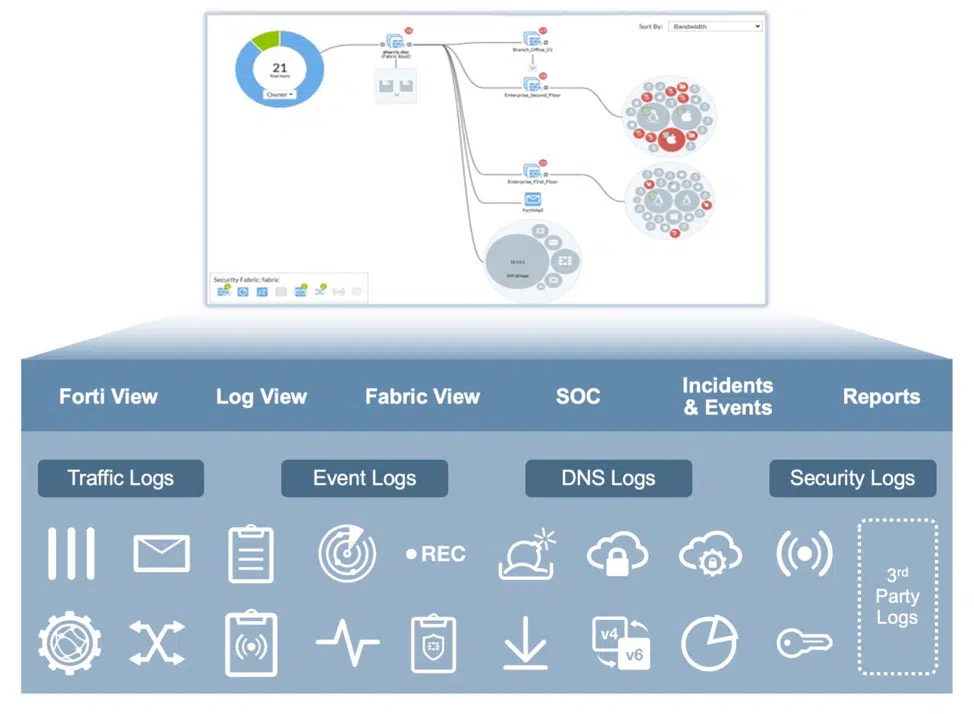 Sort By: Bandwidth
21
Total Hosts
Owner
(Fabric Root)
Branch_Office_01
Enterprise_Second_Floor
Enterprise_First_Floor
FortiMail
Security Fabric: fabric
Forti View
Log View
Fabric View
SOC
Incidents
& Events
Reports
Traffic Logs
Event Logs
DNS Logs
Security Logs
REC
3rd
Party
Logs
v4
v6